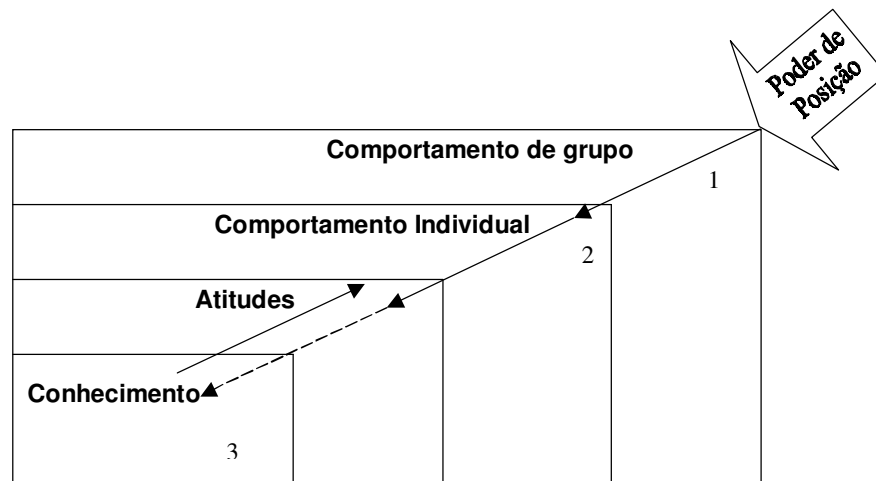 Poder de
Posição
Comportamento de grupo
1
Comportamento Individual
2
Atitudes
Conhecimento
3